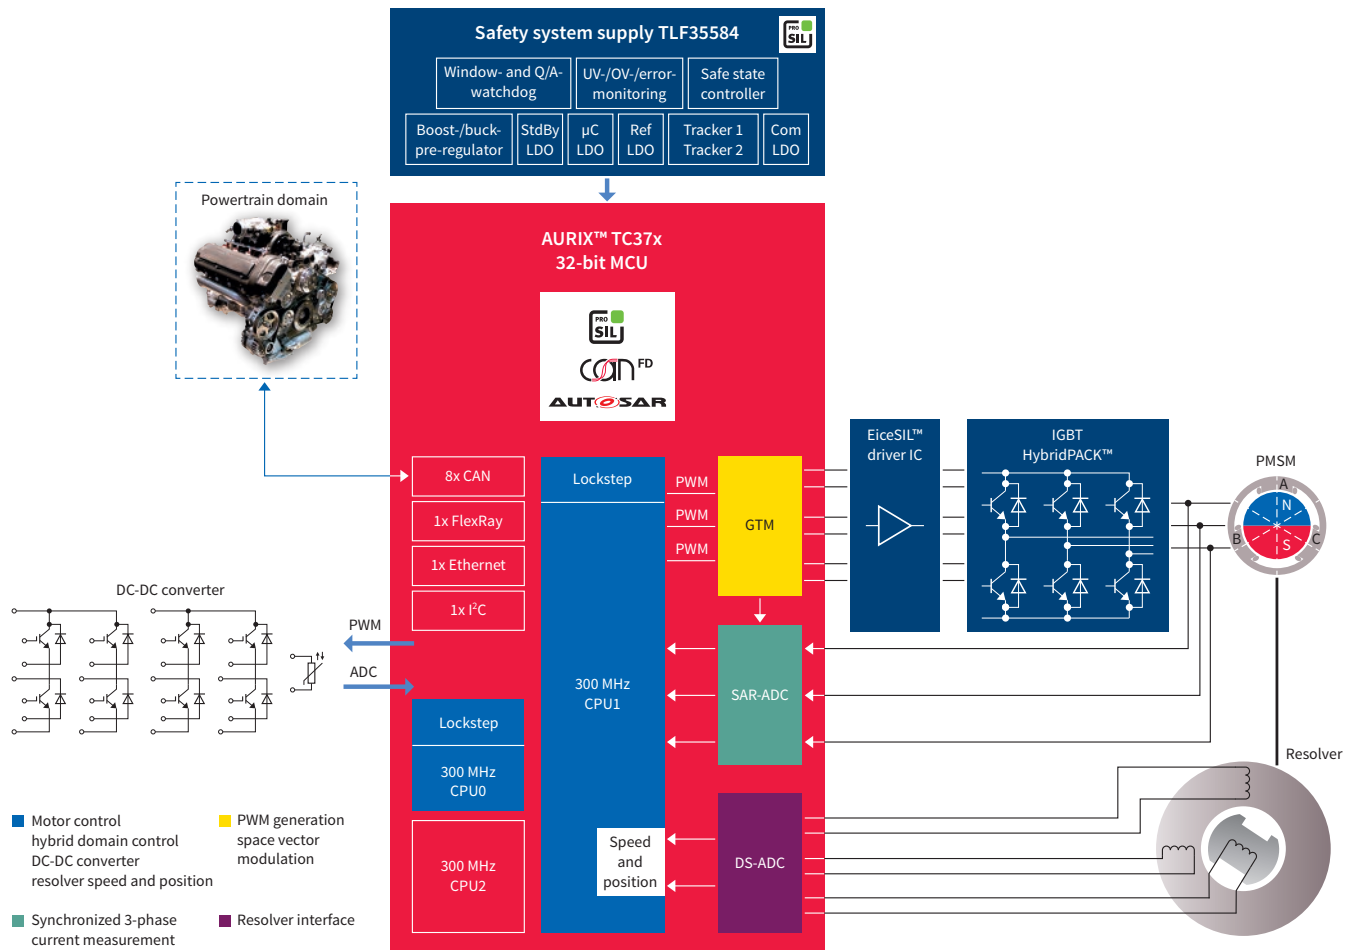 Safety system supply TLF35584
PRO
SIL
Window- and Q/A-
watchdog
UV-/OV-/error-
monitoring
Safe state
controller
Boost-/buck-
pre-regulator
StdBy
LDO
µC
LDO
Ref
LDO
Tracker 1
Tracker 2
Com
LDO
Powertrain domain
AURIX™ TC37x
32-bit MCU
PRO
SIL
CAN FD
AUTOSAR
8x CAN
1x FlexRay
1x Ethernet
1x I²C
Lockstep
300 MHz
CPU1
PWM
PWM
PWM
GTM
EiceSIL™
driver IC
IGBT
HybridPACK™
PMSM
A
N
B
C
S
DC-DC converter
PWM
ADC
SAR-ADC
Lockstep
300 MHz
CPU0
300 MHz
CPU2
Speed
and
position
DS-ADC
Resolver
Motor control
hybrid domain control
DC-DC converter
resolver speed and position
PWM generation
space vector
modulation
Synchronized 3-phase
current measurement
Resolver interface